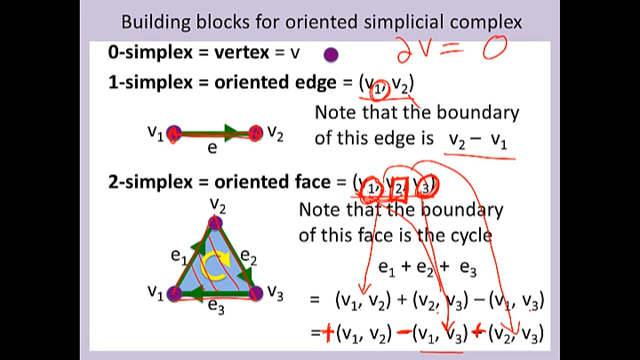 Building blocks for oriented simplicial complex
0-simplex = vertex = v
∂v = 0
1-simplex = oriented edge = (v1, v2)
Note that the boundary
of this edge is v2 − v1
v1 v2
e
2-simplex = oriented face = (v1, v2, v3)
Note that the boundary
of this face is the cycle
v2
e1 e2
v1 v3
e3
e1 + e2 + e3
= (v1, v2) + (v2, v3) − (v1, v3)
= + (v1, v2) − (v1, v3) + (v2, v3)